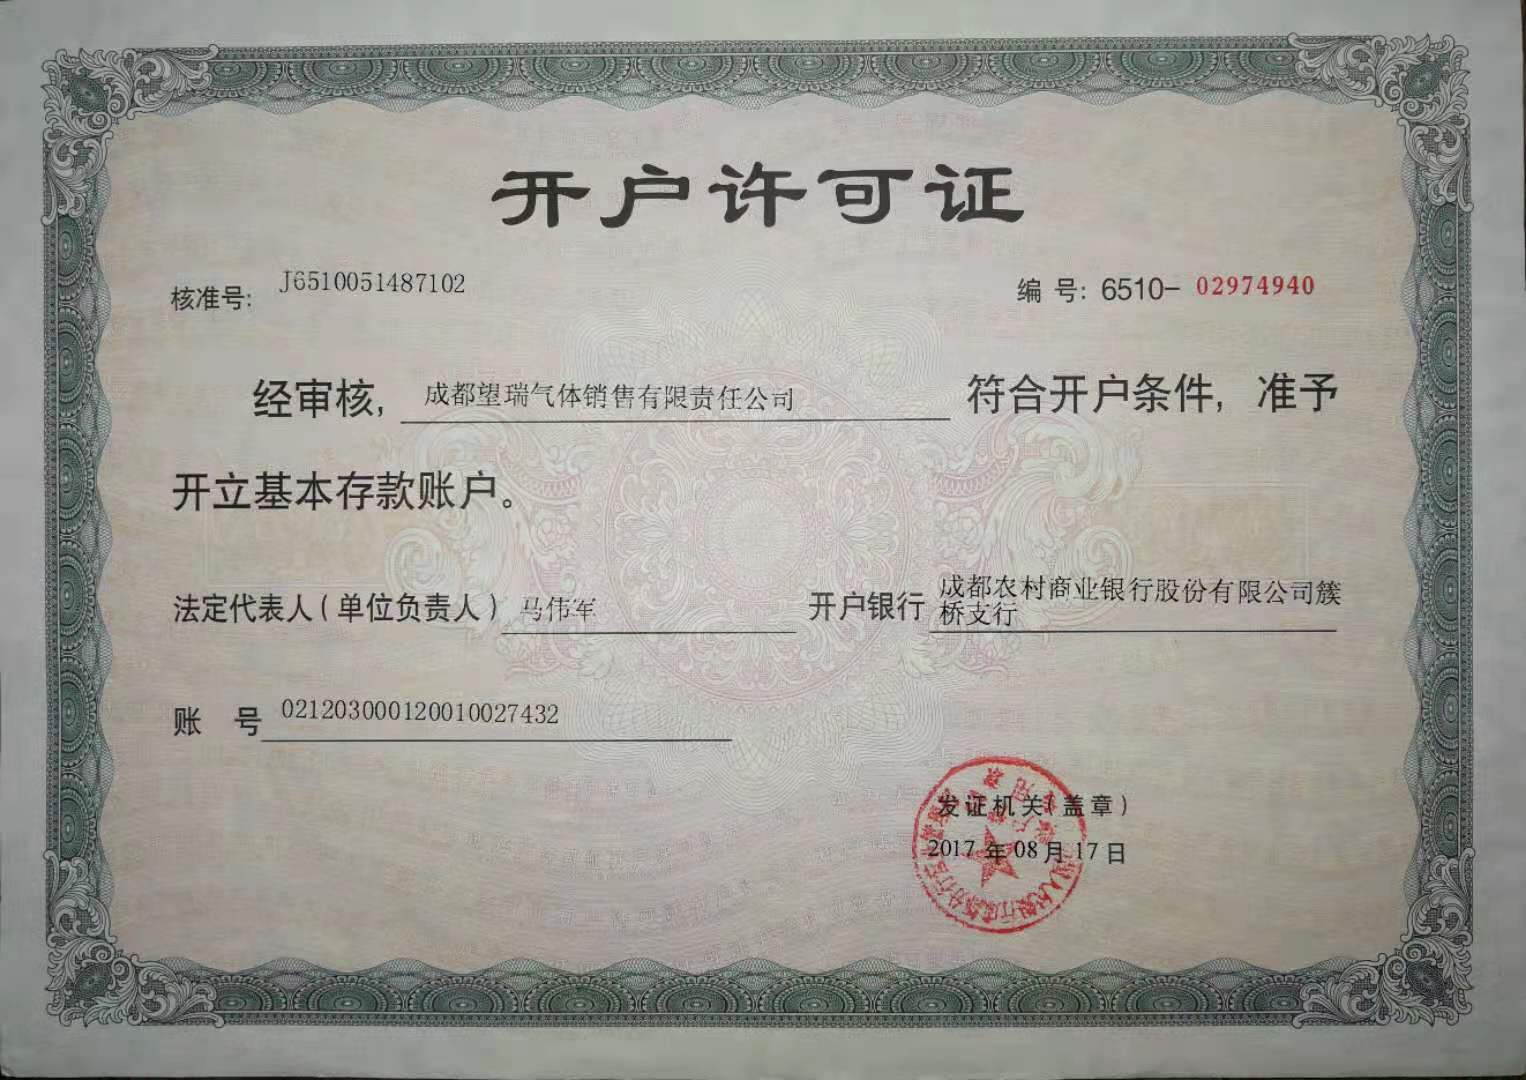 开户许可证
核准号: J6510051487102
编 号: 6510- 02974940
经审核, 成都望瑞气体销售有限责任公司 符合开户条件, 准予
开立基本存款账户。
法定代表人(单位负责人) 马伟军
开户银行 成都农村商业银行股份有限公司簇
桥支行
账 号 021203000120010027432
发证机关(盖章)
2017 年 08 月 17 日